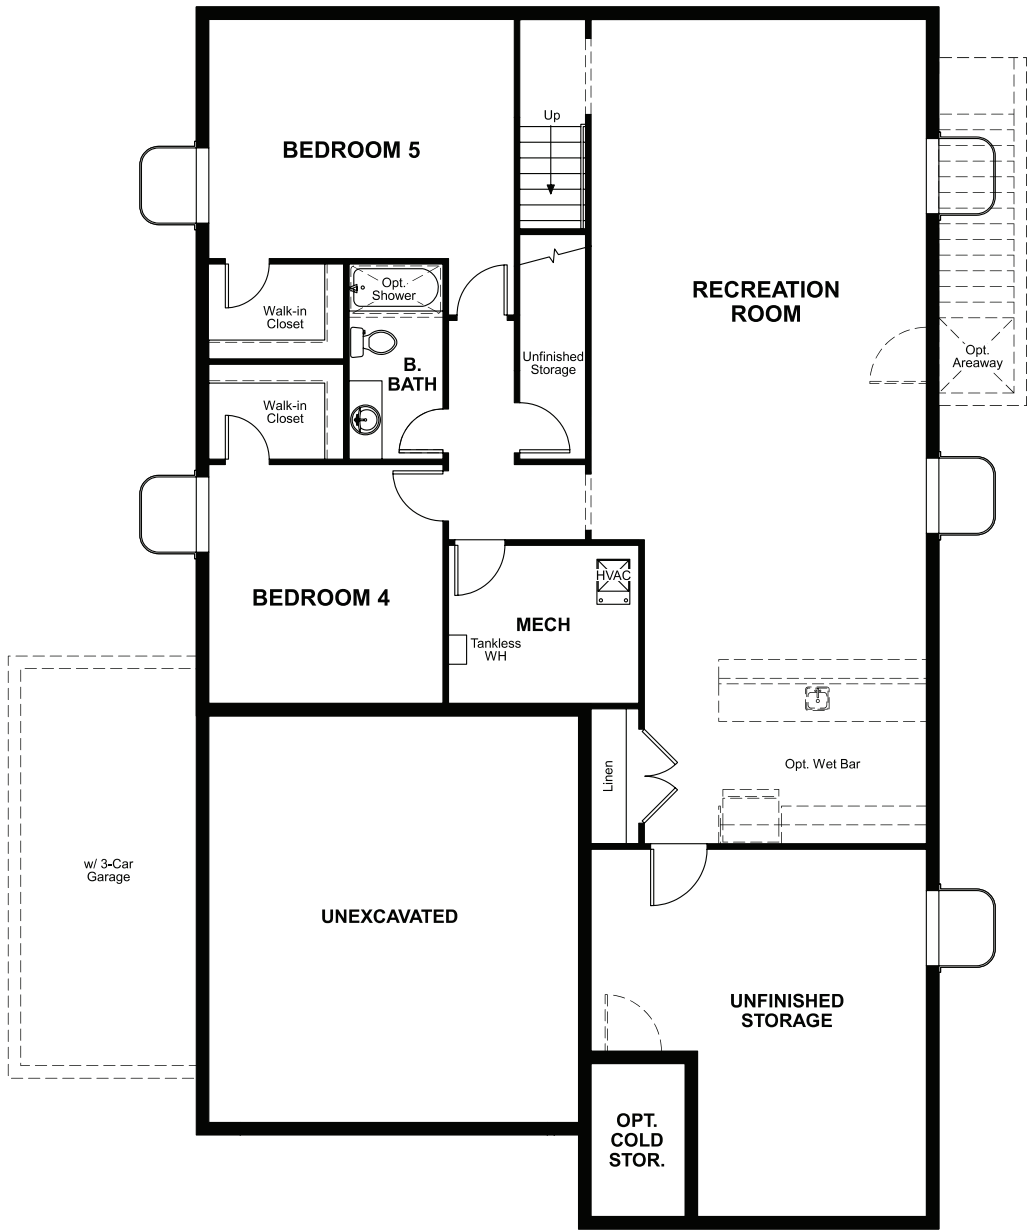 Up
BEDROOM 5
Opt.
Shower
RECREATION
ROOM
Walk-in
Closet
Unfinished
Storage
B.
BATH
Opt.
Areaway
Walk-in
Closet
HVAC
BEDROOM 4
MECH
Tankless
WH
Linen
Opt. Wet Bar
w/ 3-Car
Garage
UNEXCAVATED
UNFINISHED
STORAGE
OPT.
COLD
STOR.